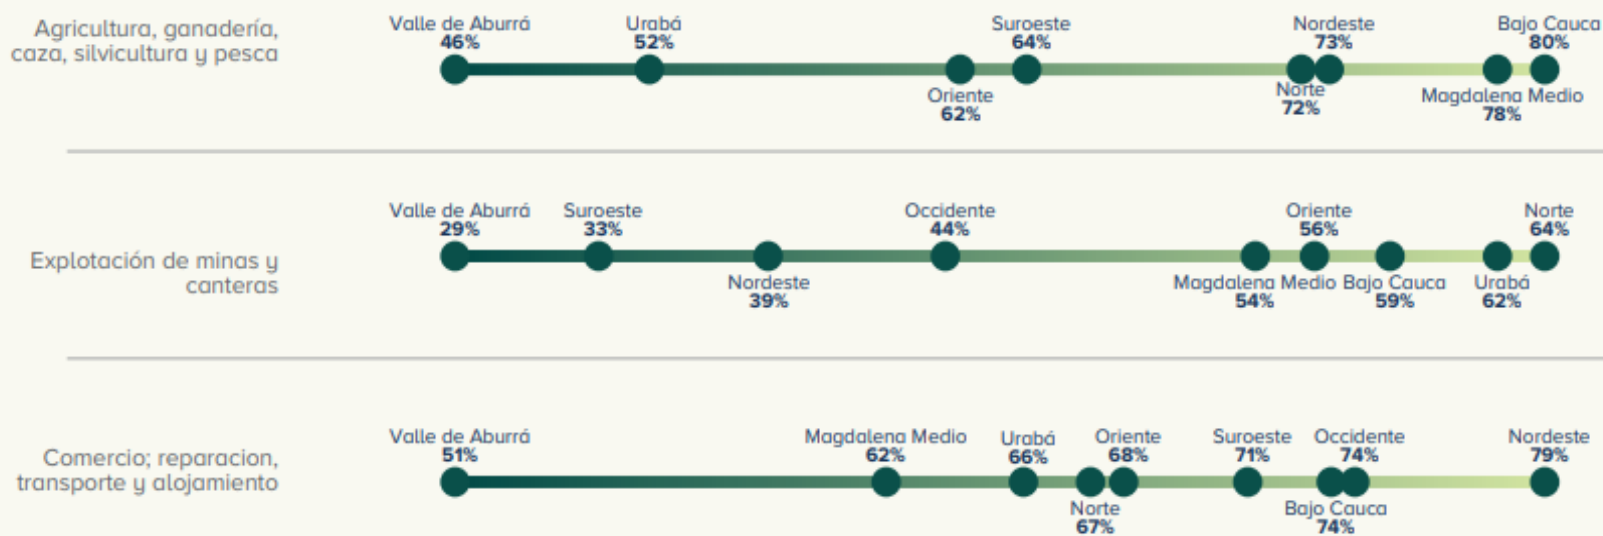 Agricultura, ganadería,
caza, silvicultura y pesca
Valle de Aburrá
46%
Urabá
52%
Oriente
62%
Suroeste
64%
Norte
72%
Nordeste
73%
Magdalena Medio
78%
Bajo Cauca
80%
Explotación de minas y
canteras
Valle de Aburrá
29%
Suroeste
33%
Nordeste
39%
Occidente
44%
Magdalena Medio
54%
Oriente
56%
Bajo Cauca
59%
Urabá
62%
Norte
64%
Comercio; reparacion,
transporte y alojamiento
Valle de Aburrá
51%
Magdalena Medio
62%
Urabá
66%
Norte
67%
Oriente
68%
Suroeste
71%
Bajo Cauca
74%
Occidente
74%
Nordeste
79%